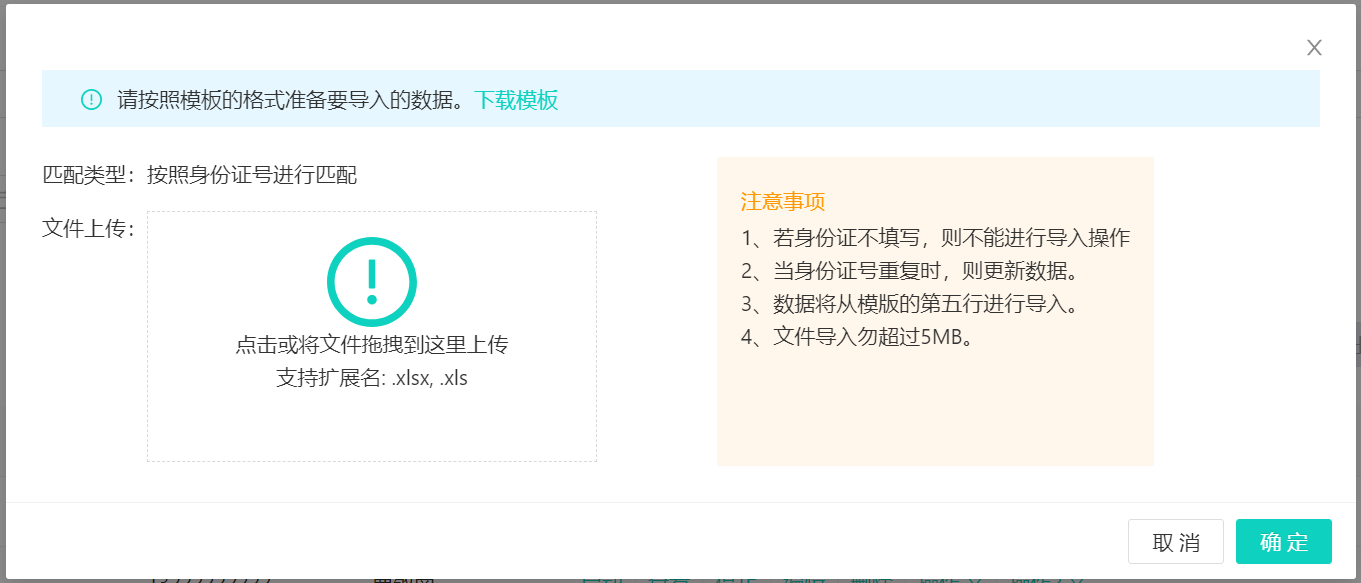 请按照模板的格式准备要导入的数据。下载模板
匹配类型：按照身份证号进行匹配
文件上传：
点击或将文件拖拽到这里上传
支持扩展名: .xlsx, .xls
注意事项
1、若身份证不填写，则不能进行导入操作
2、当身份证号重复时，则更新数据。
3、数据将从模版的第五行进行导入。
4、文件导入勿超过5MB。
取 消
确 定